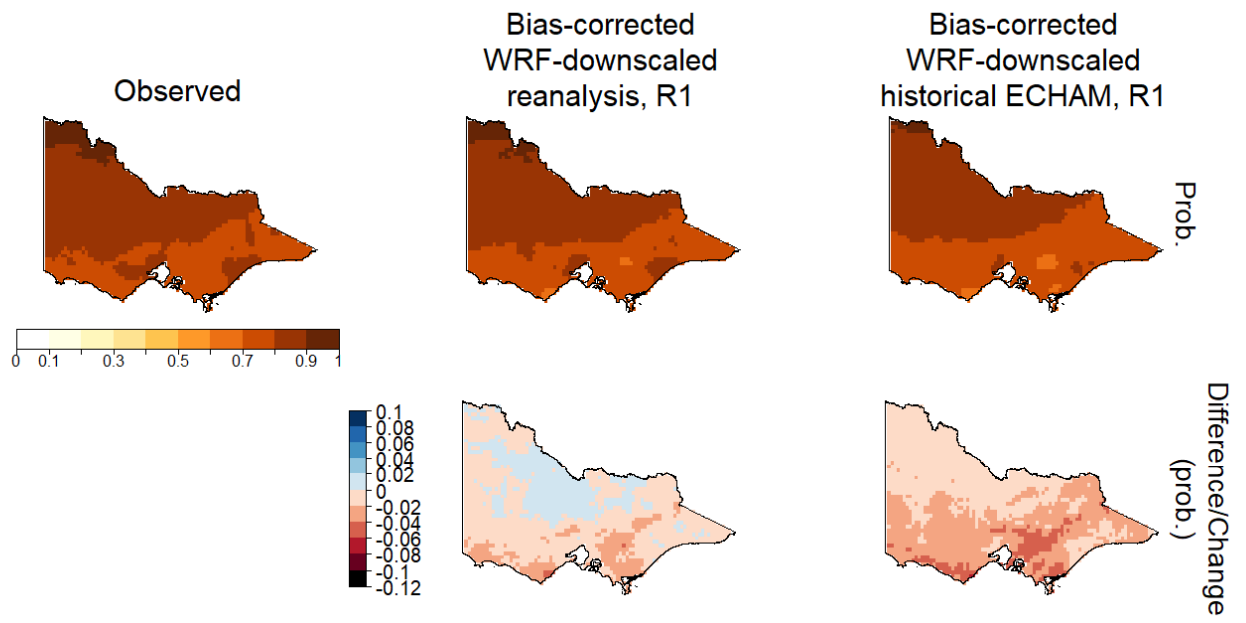 Observed
Bias-corrected
WRF-downscaled
reanalysis, R1
Bias-corrected
WRF-downscaled
historical ECHAM, R1
Prob.
0 0.1 0.3 0.5 0.7 0.9 1
0.1
0.08
0.06
0.04
0.02
0
-0.02
-0.04
-0.06
-0.08
-0.1
-0.12
Difference/Change
(prob.)